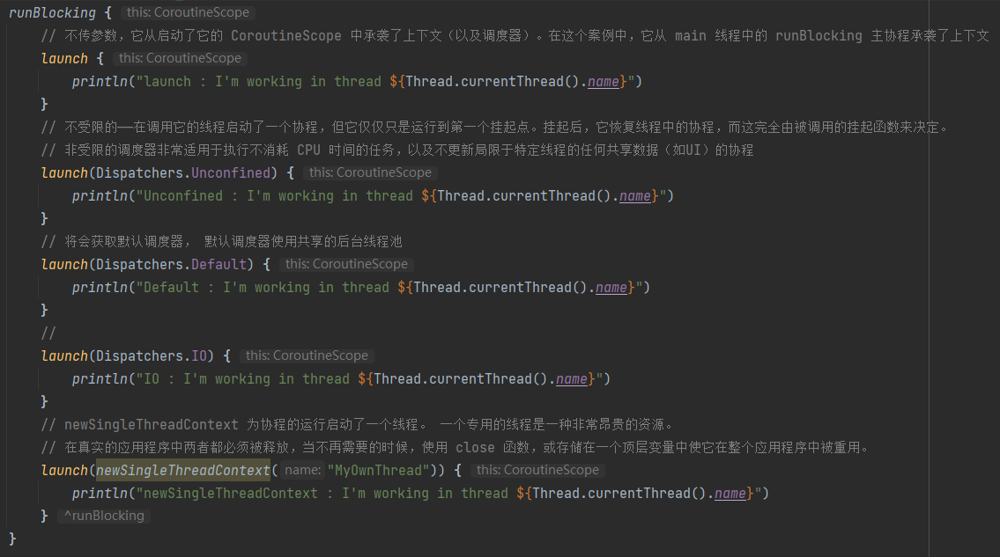 runBlocking { this: CoroutineScope
// 不传参数，它从启动了它的 CoroutineScope 中承袭了上下文（以及调度器）。在这个案例中，它从 main 线程中的 runBlocking 主协程承袭了上下文
launch { this: CoroutineScope
println("launch : I'm working in thread ${Thread.currentThread().name}")
}
// 不受限的——在调用它的线程启动了一个协程，但它仅仅只是运行到第一个挂起点。挂起后，它恢复线程中的协程，而这完全由被调用的挂起函数来决定。
// 非受限的调度器非常适用于执行不消耗 CPU 时间的任务，以及不更新局限于特定线程的任何共享数据（如UI）的协程
launch(Dispatchers.Unconfined) { this: CoroutineScope
println("Unconfined : I'm working in thread ${Thread.currentThread().name}")
}
// 将会获取默认调度器， 默认调度器使用共享的后台线程池
launch(Dispatchers.Default) { this: CoroutineScope
println("Default : I'm working in thread ${Thread.currentThread().name}")
}
//
launch(Dispatchers.IO) { this: CoroutineScope
println("IO : I'm working in thread ${Thread.currentThread().name}")
}
// newSingleThreadContext 为协程的运行启动了一个线程。 一个专用的线程是一种非常昂贵的资源。
// 在真实的应用程序中两者都必须被释放，当不再需要的时候，使用 close 函数，或存储在一个顶层变量中使它在整个应用程序中被重用。
launch(newSingleThreadContext( name: "MyOwnThread")) { this: CoroutineScope
println("newSingleThreadContext : I'm working in thread ${Thread.currentThread().name}")
} ^runBlocking
}